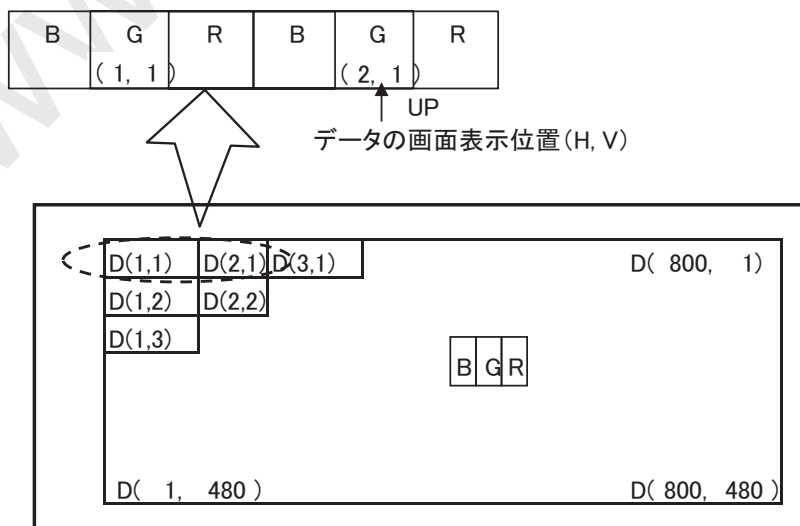 B G R B G R
( 1, 1 ) ( 2, 1 )
UP
データの画面表示位置(H, V)
D(1,1) D(2,1) D(3,1) D( 800, 1)
D(1,2) D(2,2)
D(1,3)
B G R
D( 1, 480 ) D( 800, 480 )